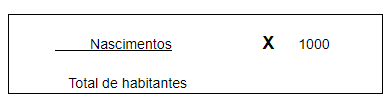 Nascimentos X 1000
Total de habitantes